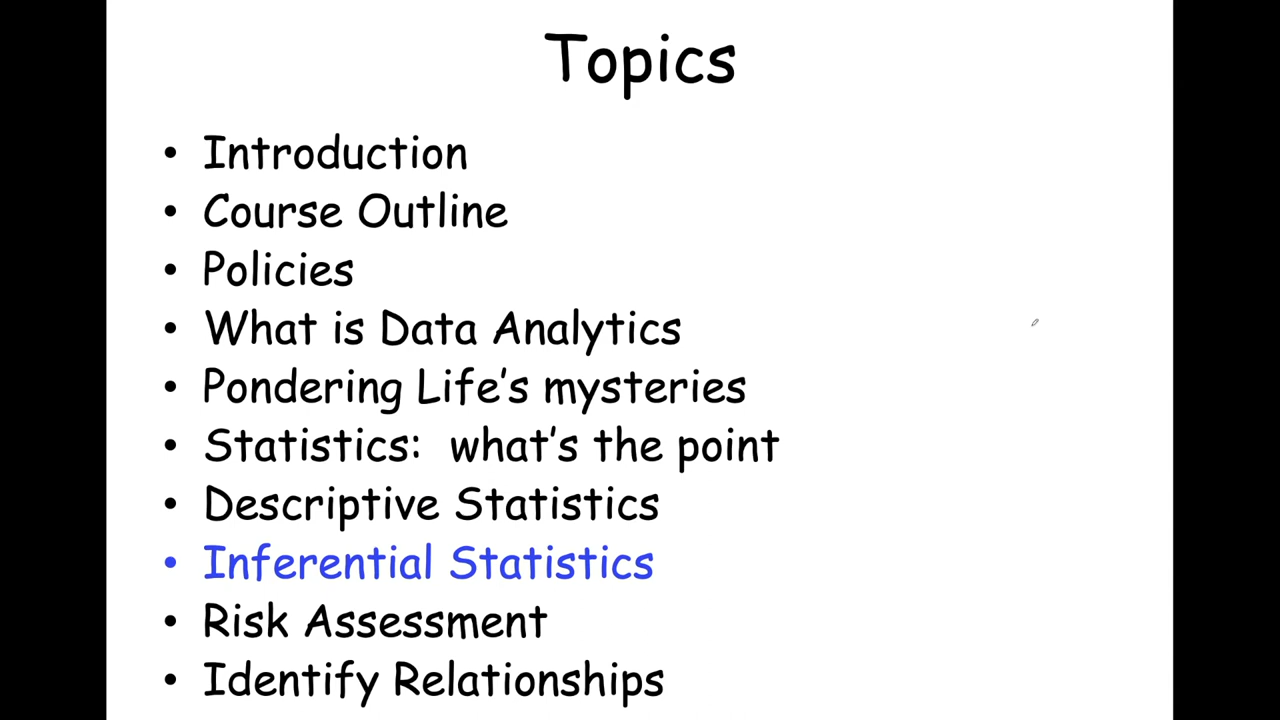 Topics
• Introduction
• Course Outline
• Policies
• What is Data Analytics
• Pondering Life's mysteries
• Statistics:  what's the point
• Descriptive Statistics
• Inferential Statistics
• Risk Assessment
• Identify Relationships